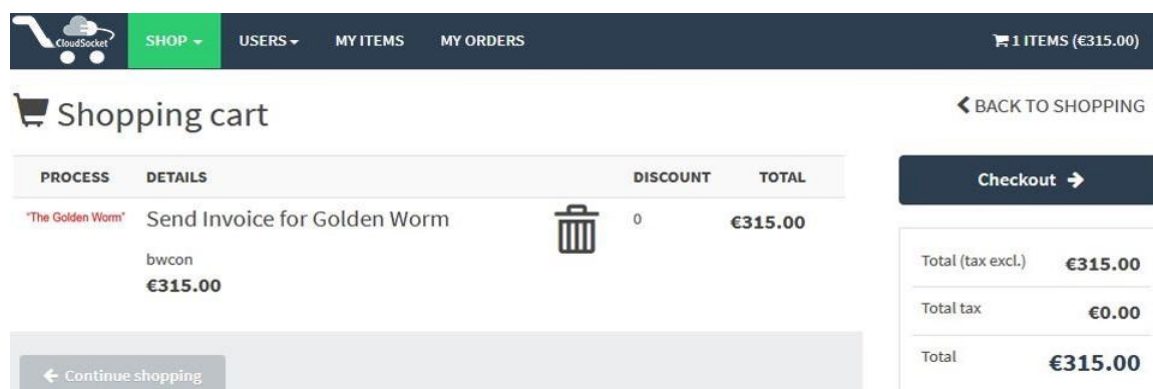 CloudSocket SHOP USERS MY ITEMS MY ORDERS 1 ITEMS (€315.00)
Shopping cart
BACK TO SHOPPING
PROCESS DETAILS DISCOUNT TOTAL
Checkout
"The Golden Worm" Send Invoice for Golden Worm 0 €315.00
bwcon
€315.00
Total (tax excl.) €315.00
Total tax €0.00
Total €315.00
Continue shopping